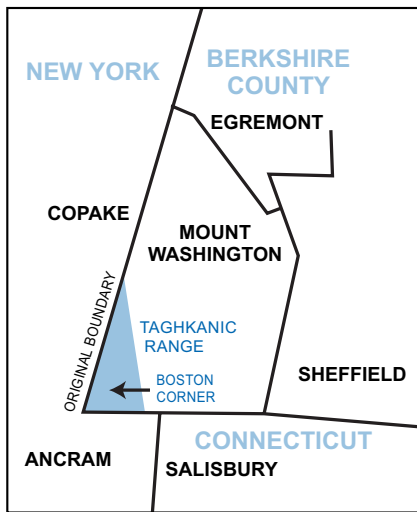 NEW YORK
BERKSHIRE
COUNTY
EGREMONT
COPAKE
MOUNT
WASHINGTON
ORIGINAL BOUNDARY
TAGHKANIC
RANGE
BOSTON
CORNER
SHEFFIELD
CONNECTICUT
ANCRAM
SALISBURY